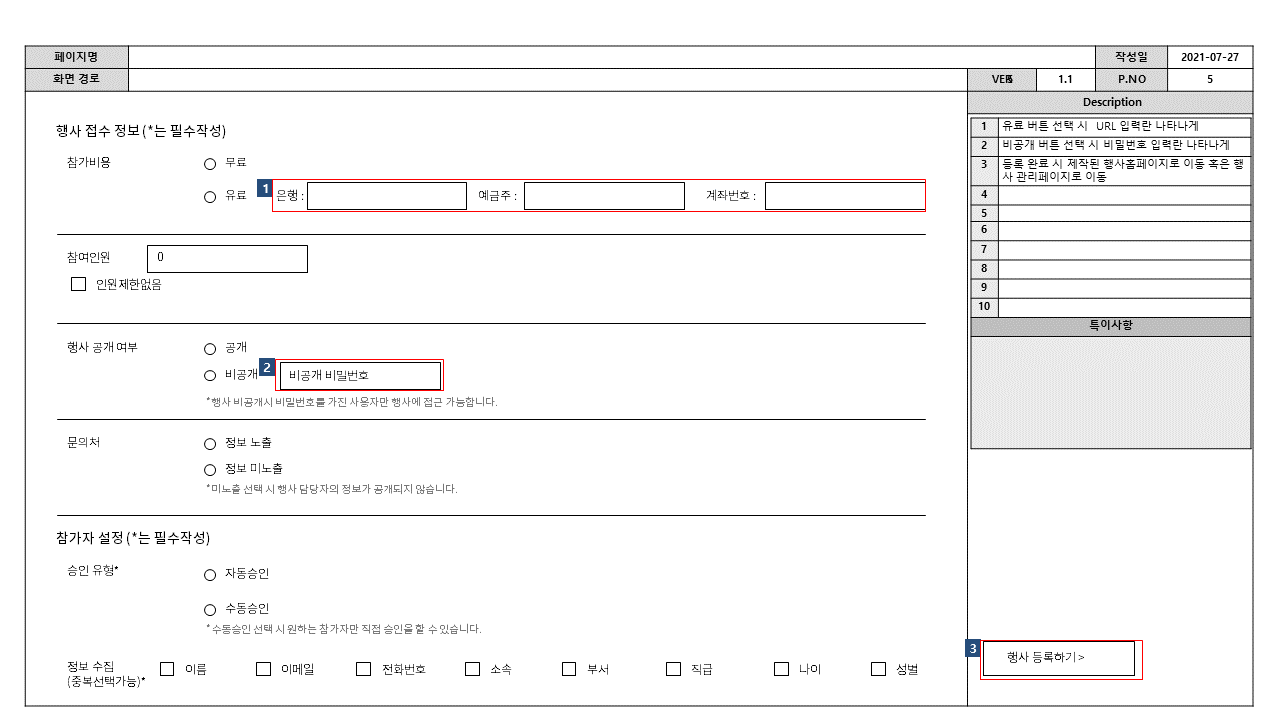 페이지명
작성일 2021-07-27
화면 경로
1.1 P.NO 5
Description
행사 접수 정보 (*는 필수작성)
참가비용
무료
유료
1
은행 :
예금주 :
계좌번호 :
참여인원
0
인원제한없음
행사 공개 여부
공개
비공개
2
비공개 비밀번호
*행사 비공개시 비밀번호를 가진 사용자만 행사에 접근 가능합니다.
문의처
정보 노출
정보 미노출
*미노출 선택 시 행사 담당자의 정보가 공개되지 않습니다.
참가자 설정 (*는 필수작성)
승인 유형*
자동승인
수동승인
*수동승인 선택 시 원하는 참가자만 직접 승인을 할 수 있습니다.
정보 수집
(중복선택가능)*
이름 이메일 전화번호 소속 부서 직급 나이 성별
1 유료 버튼 선택 시 URL 입력란 나타나게
2 비공개 버튼 선택 시 비밀번호 입력란 나타나게
3 등록 완료 시 제작된 행사홈페이지로 이동 혹은 행
사 관리페이지로 이동
4
5
6
7
8
9
10
특이사항
3
행사 등록하기 >